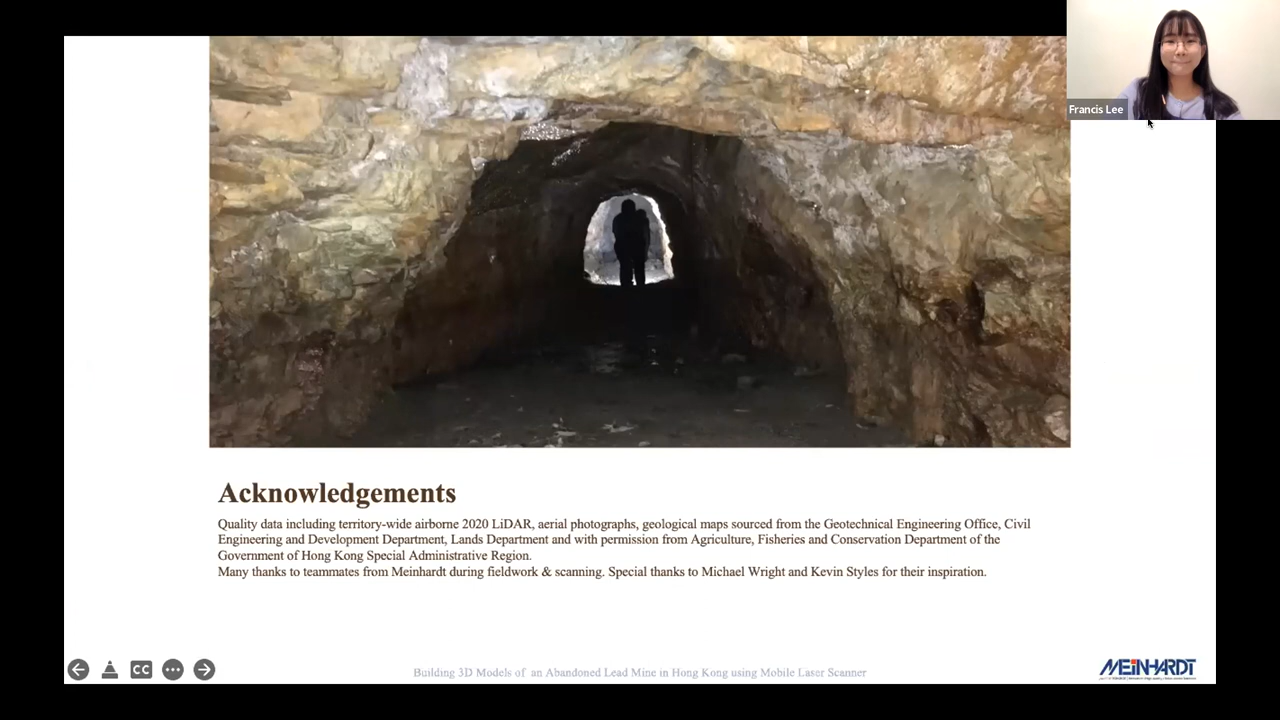 Francis Lee
Acknowledgements
Quality data including territory-wide airborne 2020 LiDAR, aerial photographs, geological maps sourced from the Geotechnical Engineering Office, Civil
Engineering and Development Department, Lands Department and with permission from Agriculture, Fisheries and Conservation Department of the
Government of Hong Kong Special Administrative Region.
Many thanks to teammates from Meinhardt during fieldwork & scanning. Special thanks to Michael Wright and Kevin Styles for their inspiration.
CC
Building 3D Models of an Abandoned Lead Mine in Hong Kong using Mobile Laser Scanner
MEINHARDT